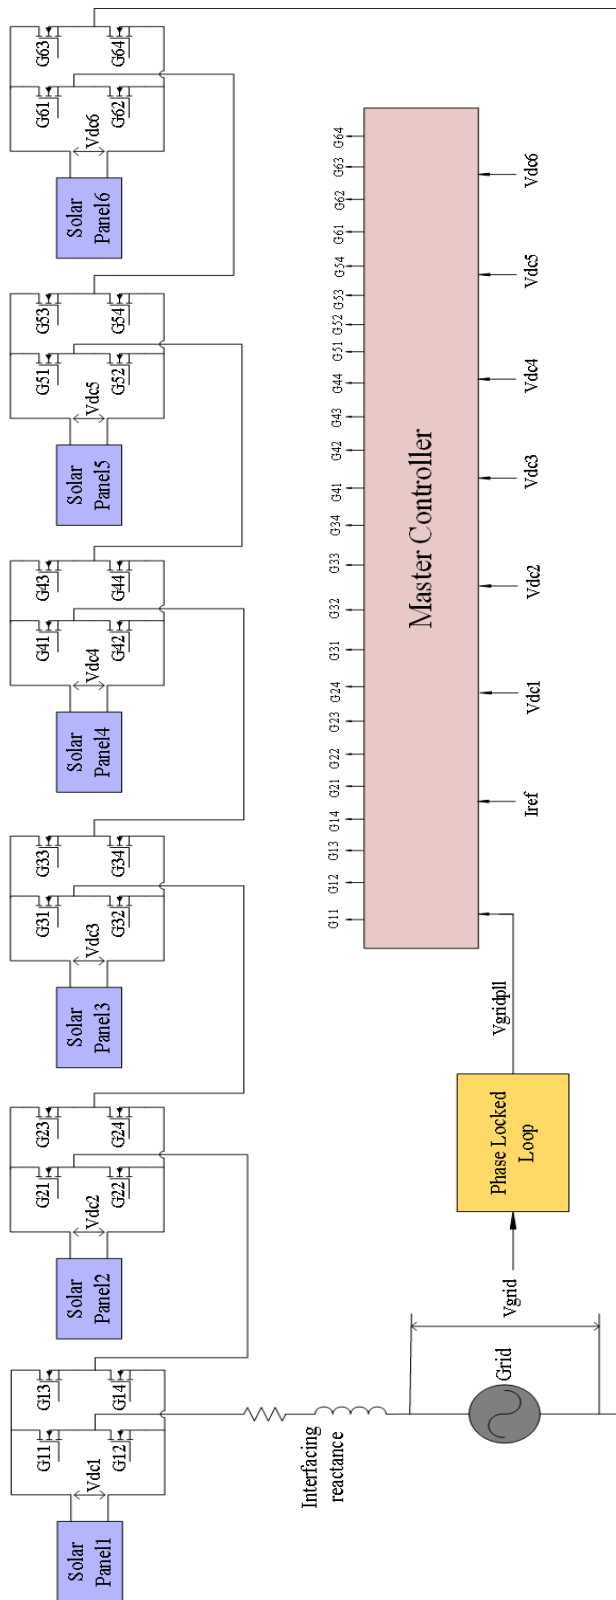 Solar
Panel1
Vdc1
G11
G12
G13
G14
Solar
Panel2
Vdc2
G21
G22
G23
G24
Solar
Panel3
Vdc3
G31
G32
G33
G34
Solar
Panel4
Vdc4
G41
G42
G43
G44
Solar
Panel5
Vdc5
G51
G52
G53
G54
Solar
Panel6
Vdc6
G61
G62
G63
G64
Interfacing
reactance
Grid
Vgrid
Phase Locked
Loop
Vgridpll
G11
G12
G13
G14
G21
G22
G23
G24
G31
G32
G33
G34
G41
G42
G43
G44
G51
G52
G53
G54
G61
G62
G63
G64
Master Controller
Iref
Vdc1
Vdc2
Vdc3
Vdc4
Vdc5
Vdc6